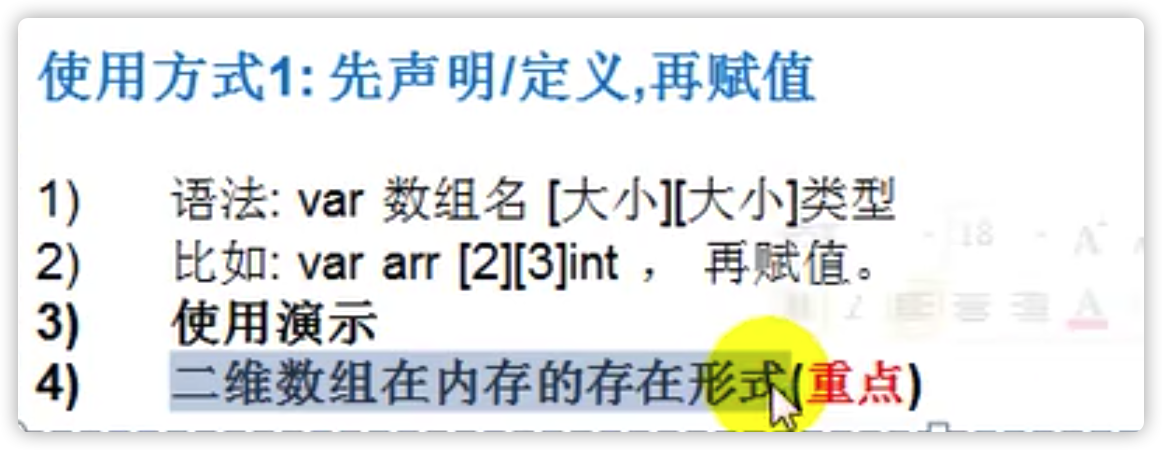 使用方式1: 先声明/定义,再赋值
1) 语法: var 数组名 [大小][大小]类型
2) 比如: var arr [2][3]int ， 再赋值。
3) 使用演示
4) 二维数组在内存的存在形式(重点)
18